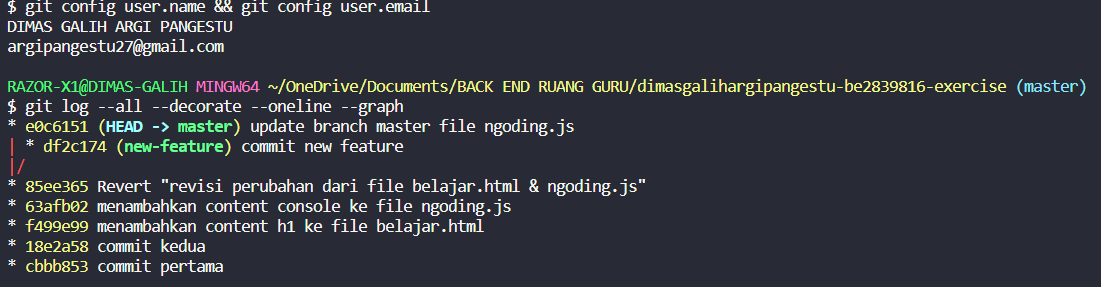 $ git config user.name && git config user.email
DIMAS GALIH ARGI PANGESTU
argipangestu27@gmail.com
RAZOR-X1@DIMAS-GALIH MINGW64 ~/OneDrive/Documents/BACK END RUANG GURU/dimasgalihargipangestu-be2839816-exercise (master)
$ git log --all --decorate --oneline --graph
* e0c6151 (HEAD -> master) update branch master file ngoding.js
| * df2c174 (new-feature) commit new feature
|/
* 85ee365 Revert "revisi perubahan dari file belajar.html & ngoding.js"
* 63afb02 menambahkan content console ke file ngoding.js
* f499e99 menambahkan content h1 ke file belajar.html
* 18e2a58 commit kedua
* cbbb853 commit pertama